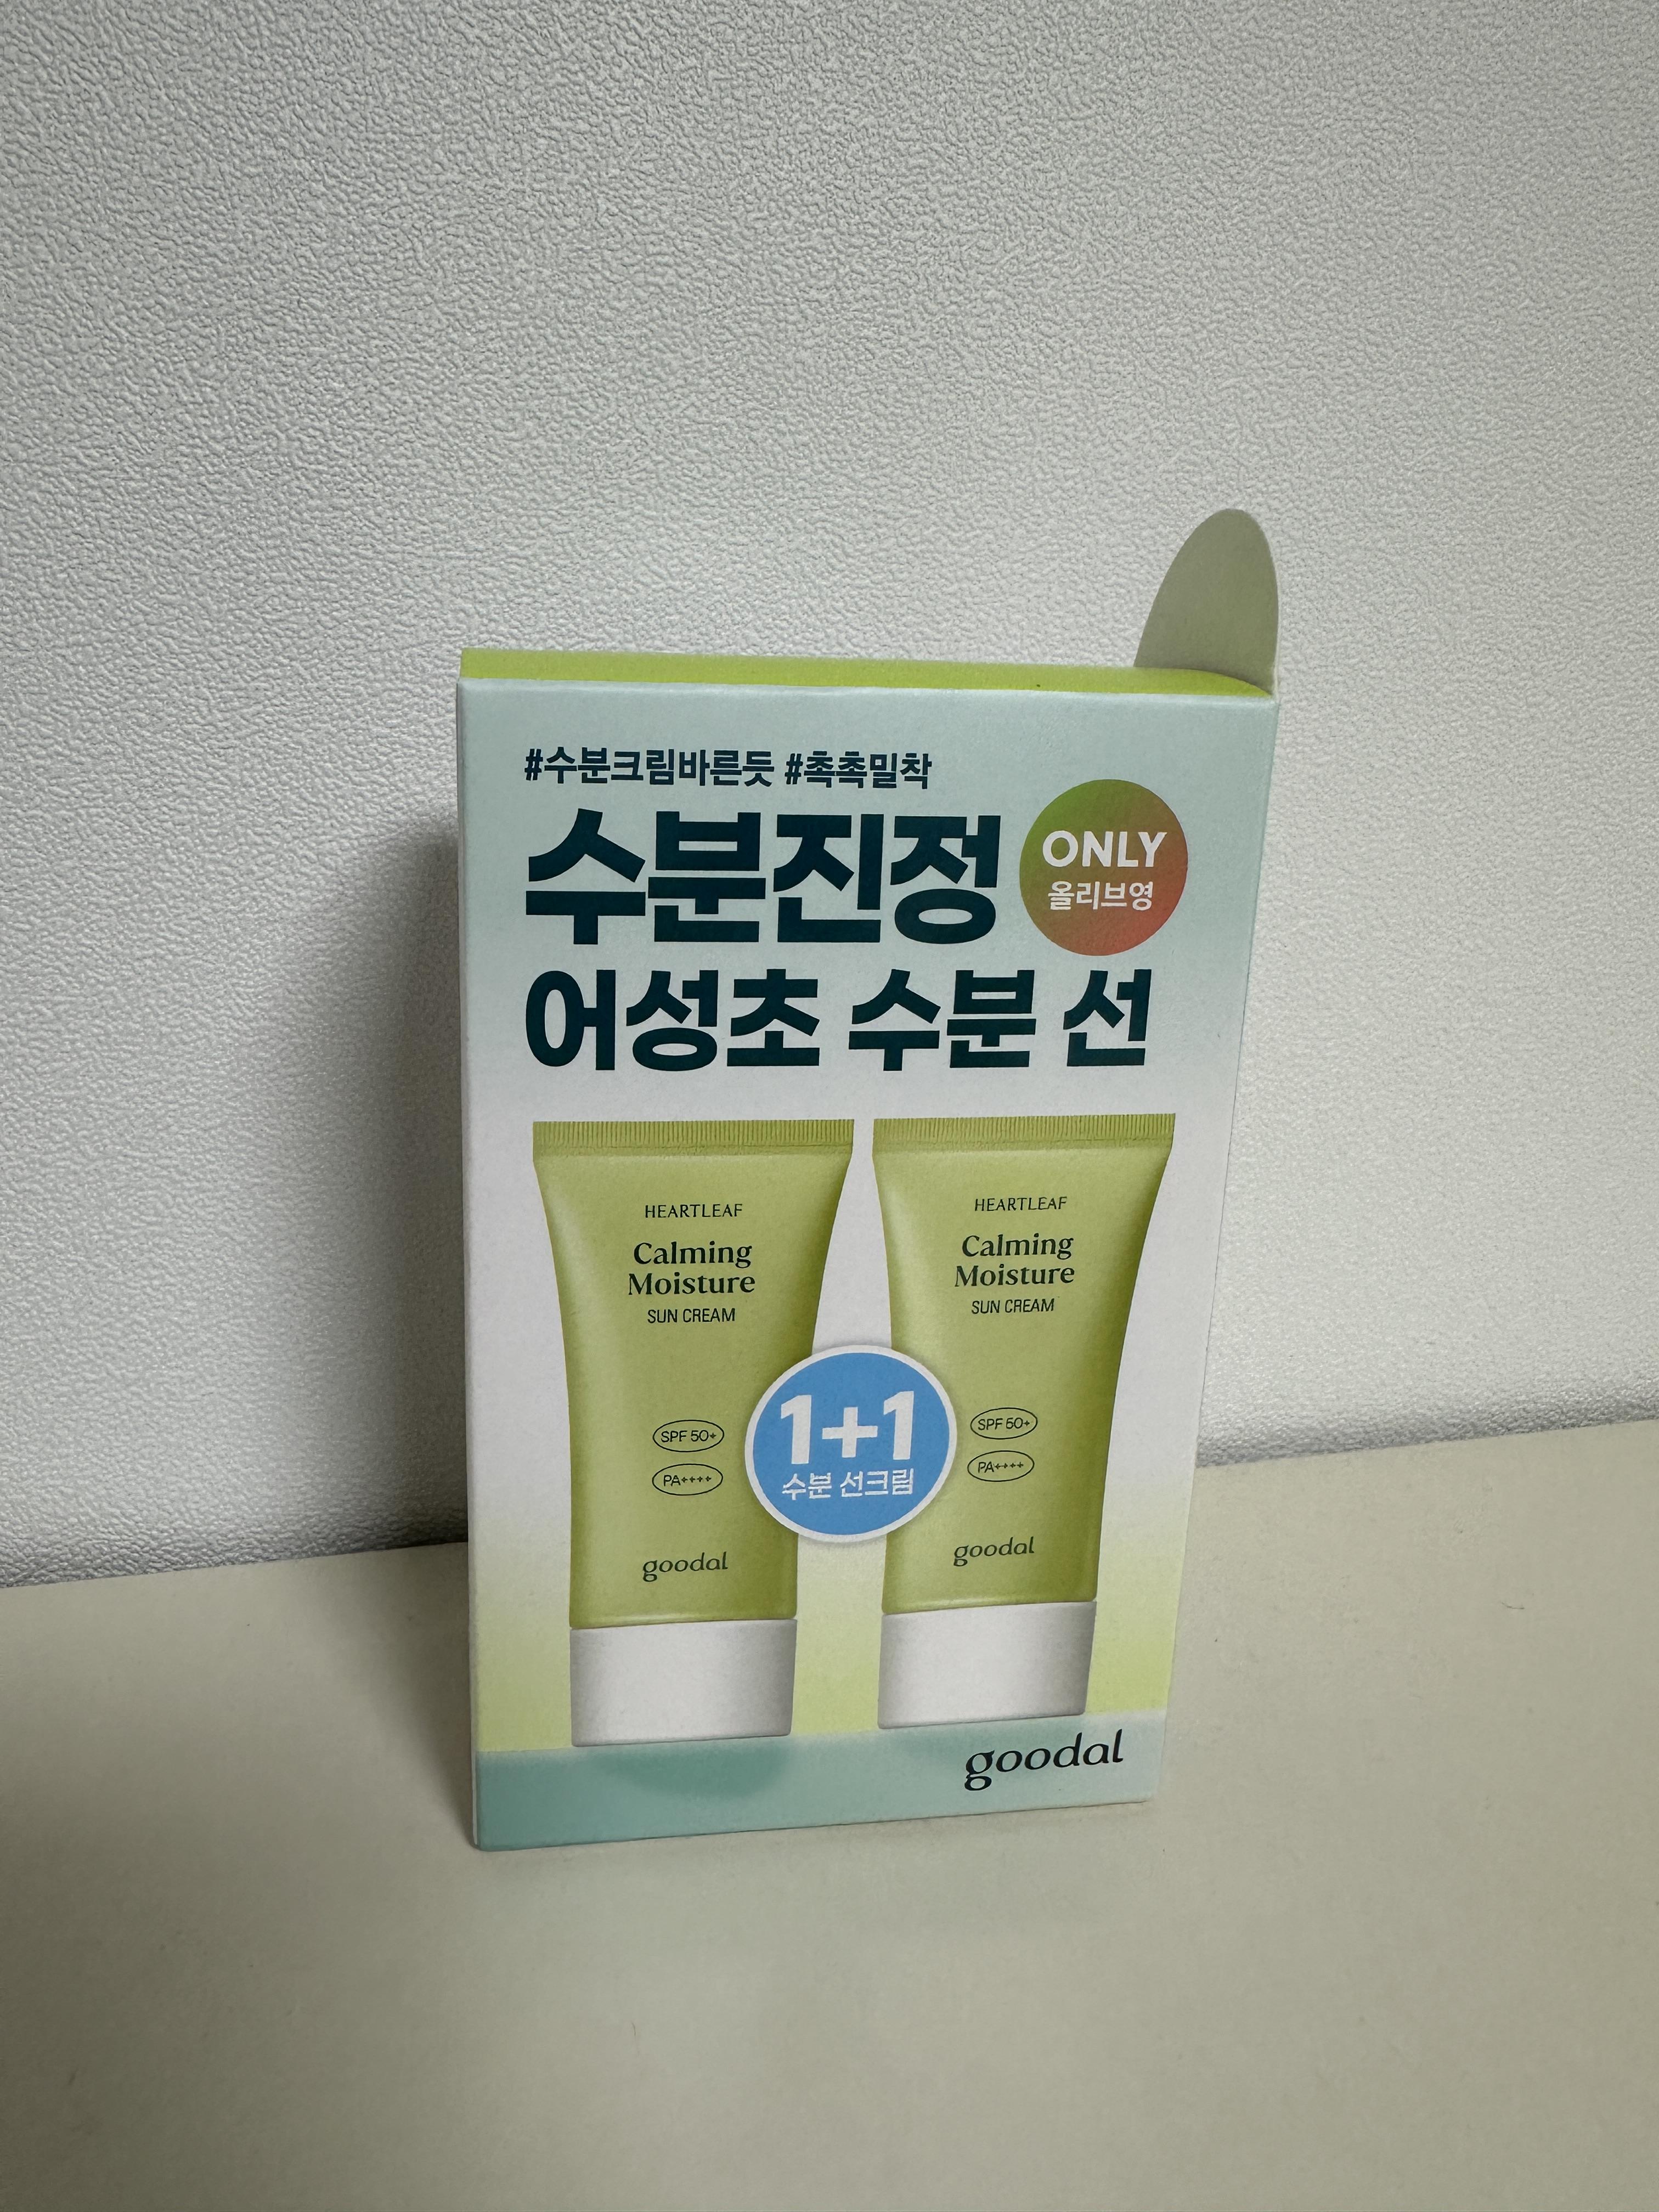 #수분크림바른듯 #촉촉밀착
수분진정
ONLY
올리브영
어성초 수분 선
HEARTLEAF
Calming
Moisture
SUN CREAM
SPF 50+
PA++++
goodal
HEARTLEAF
Calming
Moisture
SUN CREAM
SPF 50+
PA++++
goodal
1+1
수분 선크림
goodal